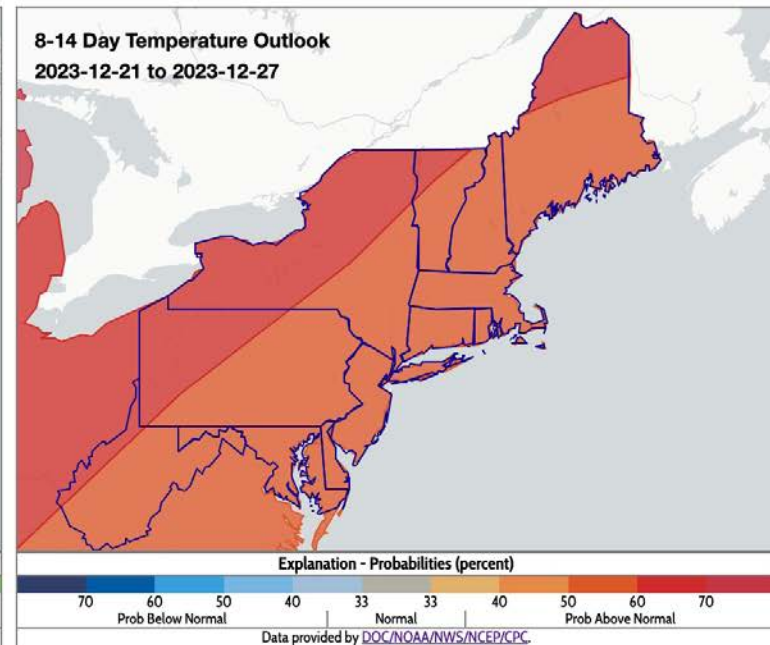 8-14 Day Temperature Outlook
2023-12-21 to 2023-12-27
Explanation - Probabilities (percent)
70 60 50 40 33 33 40 50 60 70
Prob Below Normal Normal Prob Above Normal
Data provided by DOC/NOAA/NWS/NCEP/CPC.